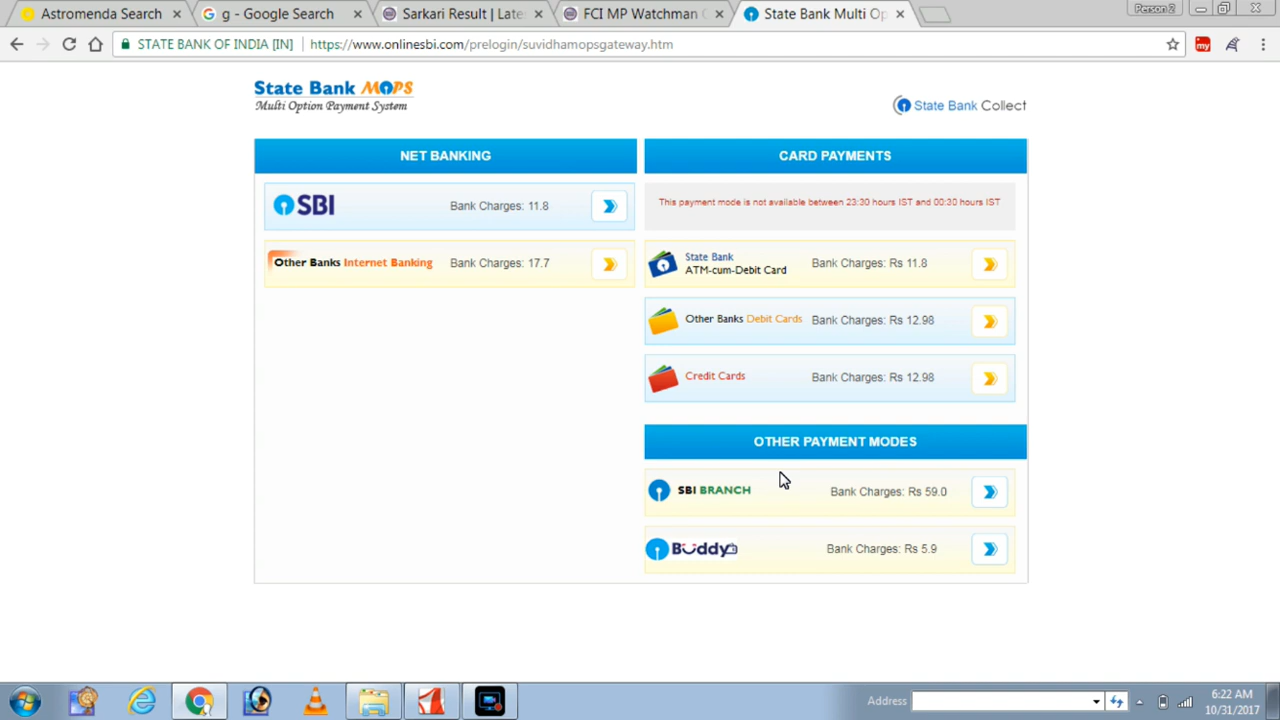 Astromenda Search
g - Google Search
Sarkari Result | Late
FCI MP Watchman
State Bank Multi Op
Person 2
STATE BANK OF INDIA [IN]
https://www.onlinesbi.com/prelogin/suvidhamopsgateway.htm
my
State Bank MOPS
Multi Option Payment System
State Bank Collect
NET BANKING
SBI
Bank Charges: 11.8
Other Banks Internet Banking
Bank Charges: 17.7
CARD PAYMENTS
This payment mode is not available between 23:30 hours IST and 00:30 hours IST
State Bank
ATM-cum-Debit Card
Bank Charges: Rs 11.8
Other Banks Debit Cards
Bank Charges: Rs 12.98
Credit Cards
Bank Charges: Rs 12.98
OTHER PAYMENT MODES
SBI BRANCH
Bank Charges: Rs 59.0
Buddy
Bank Charges: Rs 5.9
Address
6:22 AM
10/31/2017